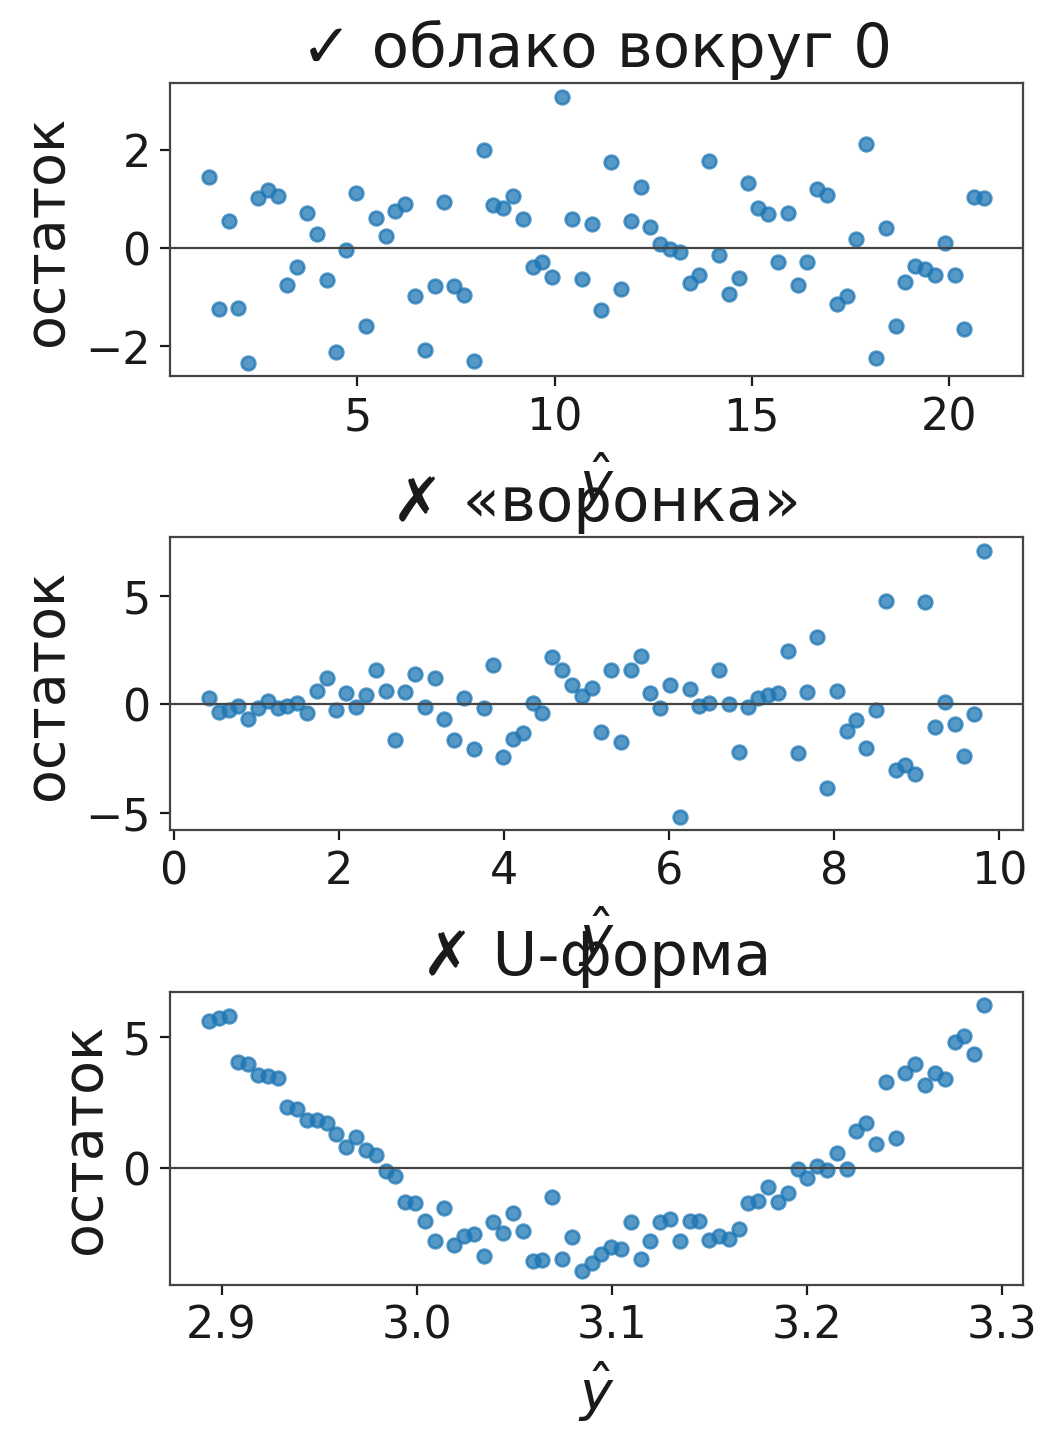 ✓ облако вокруг 0
остаток
2
0
−2
5 10 15 20
ŷ
✗ «воронка»
остаток
5
0
−5
0 2 4 6 8 10
ŷ
✗ U-форма
остаток
5
0
2.9 3.0 3.1 3.2 3.3
ŷ